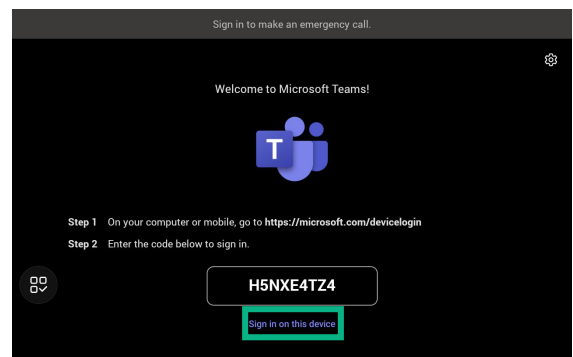 Sign in to make an emergency call.
Welcome to Microsoft Teams!
T
Step 1 On your computer or mobile, go to https://microsoft.com/devicelogin
Step 2 Enter the code below to sign in.
H5NXE4TZ4
Sign in on this device